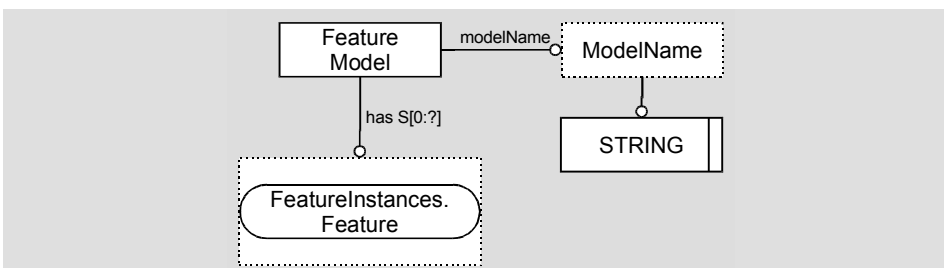 Feature
Model
modelName
ModelName
has S[0:?]
STRING
FeatureInstances.
Feature